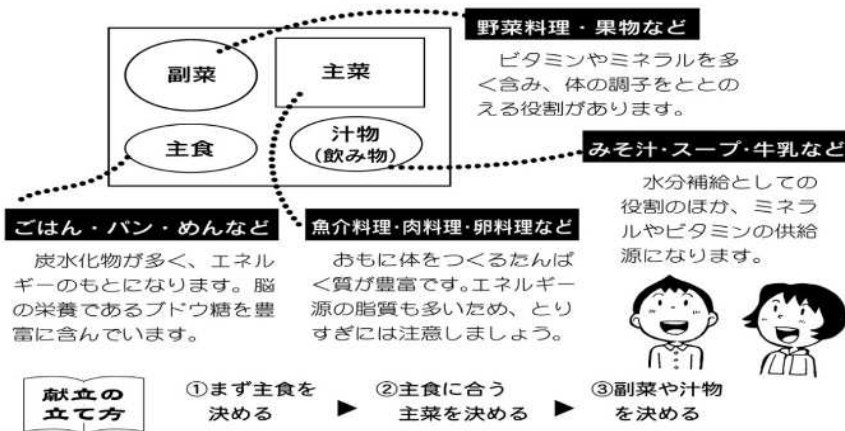 野菜料理・果物など
ビタミンやミネラルを多
く含み、体の調子をととの
える役割があります。
副菜
主菜
主食
汁物
(飲み物)
みそ汁・スープ・牛乳など
水分補給としての
役割のほか、ミネラ
ルやビタミンの供給
源になります。
ごはん・パン・めんなど
炭水化物が多く、エネル
ギーのもとになります。脳
の栄養であるブドウ糖を豊
富に含んでいます。
魚介料理・肉料理・卵料理など
おもに体をつくるたんぱ
く質が豊富です。エネルギー
源の脂質も多いため、とり
すぎには注意しましょう。
献立の
立て方
①まず主食を
決める
▶
②主食に合う
主菜を決める
▶
③副菜や汁物
を決める